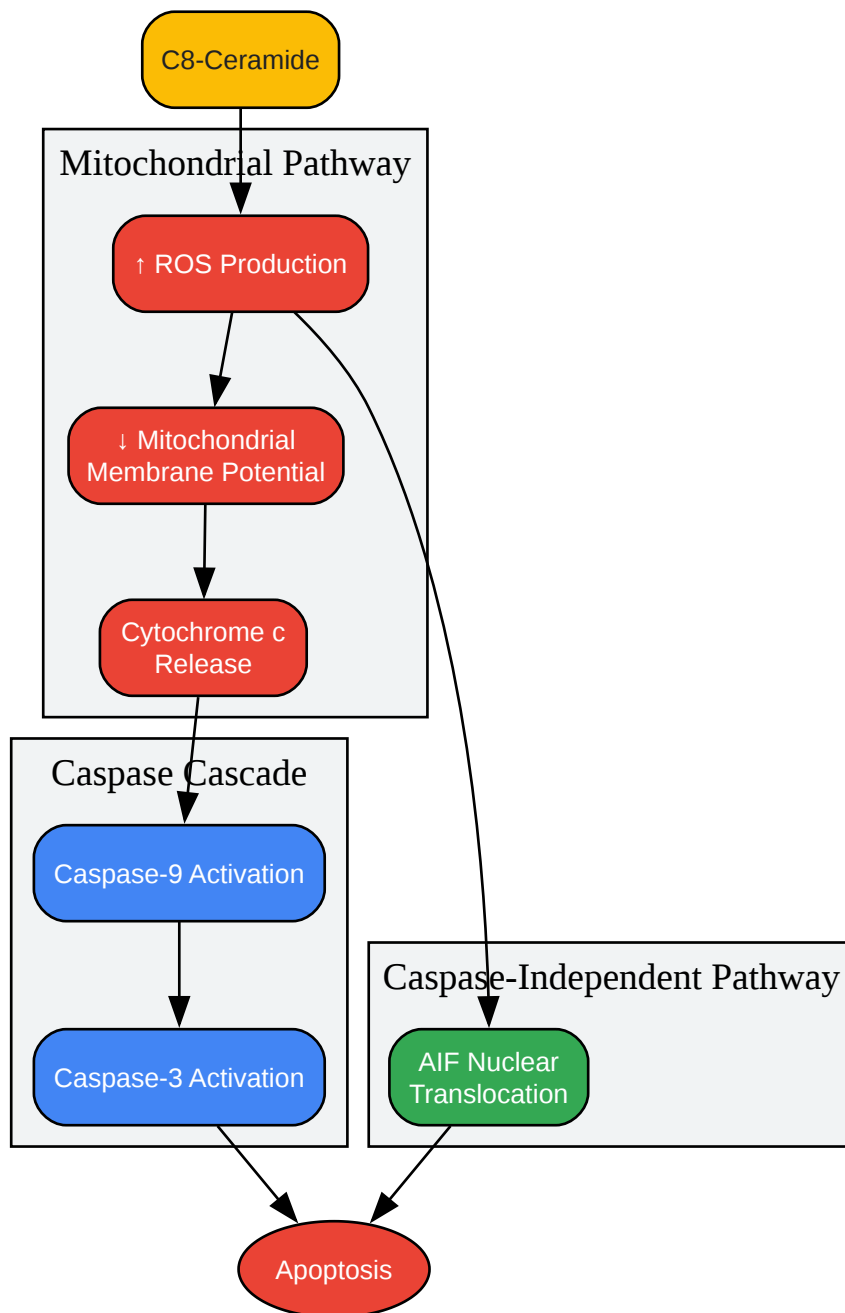 C8-Ceramide
Mitochondrial Pathway
↑ ROS Production
↓ Mitochondrial
Membrane Potential
Cytochrome c
Release
Caspase Cascade
Caspase-9 Activation
Caspase-Independent Pathway
Caspase-3 Activation
AIF Nuclear
Translocation
Apoptosis